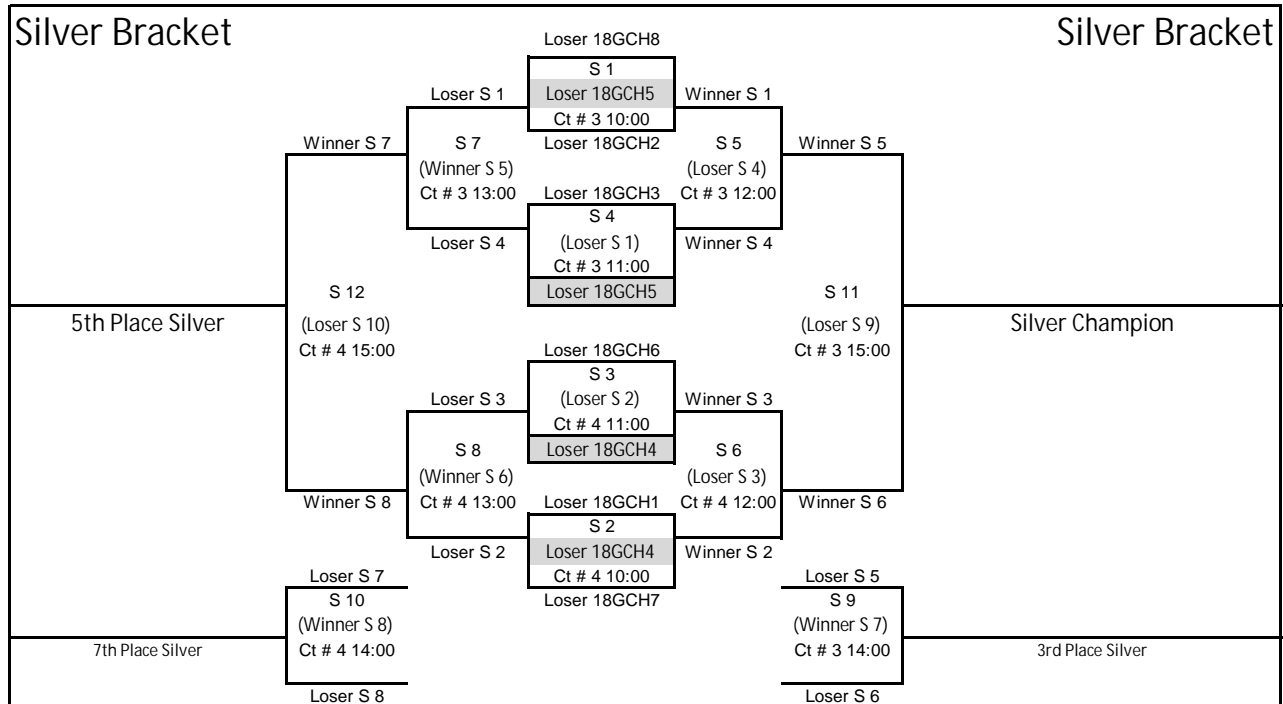 Silver Bracket
Silver Bracket
Loser 18GCH8
S 1
Loser S 1
Loser 18GCH5
Winner S 1
Ct # 3 10:00
Winner S 7
S 7
Loser 18GCH2
S 5
Winner S 5
(Winner S 5)
(Loser S 4)
Ct # 3 13:00
Loser 18GCH3
Ct # 3 12:00
S 4
Loser S 4
(Loser S 1)
Winner S 4
Ct # 3 11:00
S 12
Loser 18GCH5
S 11
5th Place Silver
(Loser S 10)
(Loser S 9)
Silver Champion
Ct # 4 15:00
Loser 18GCH6
Ct # 3 15:00
S 3
Loser S 3
(Loser S 2)
Winner S 3
Ct # 4 11:00
S 8
Loser 18GCH4
S 6
(Winner S 6)
(Loser S 3)
Winner S 8
Ct # 4 13:00
Loser 18GCH1
Ct # 4 12:00
Winner S 6
S 2
Loser S 2
Loser 18GCH4
Winner S 2
Loser S 7
Ct # 4 10:00
Loser S 5
S 10
Loser 18GCH7
S 9
(Winner S 8)
(Winner S 7)
7th Place Silver
Ct # 4 14:00
Ct # 3 14:00
3rd Place Silver
Loser S 8
Loser S 6